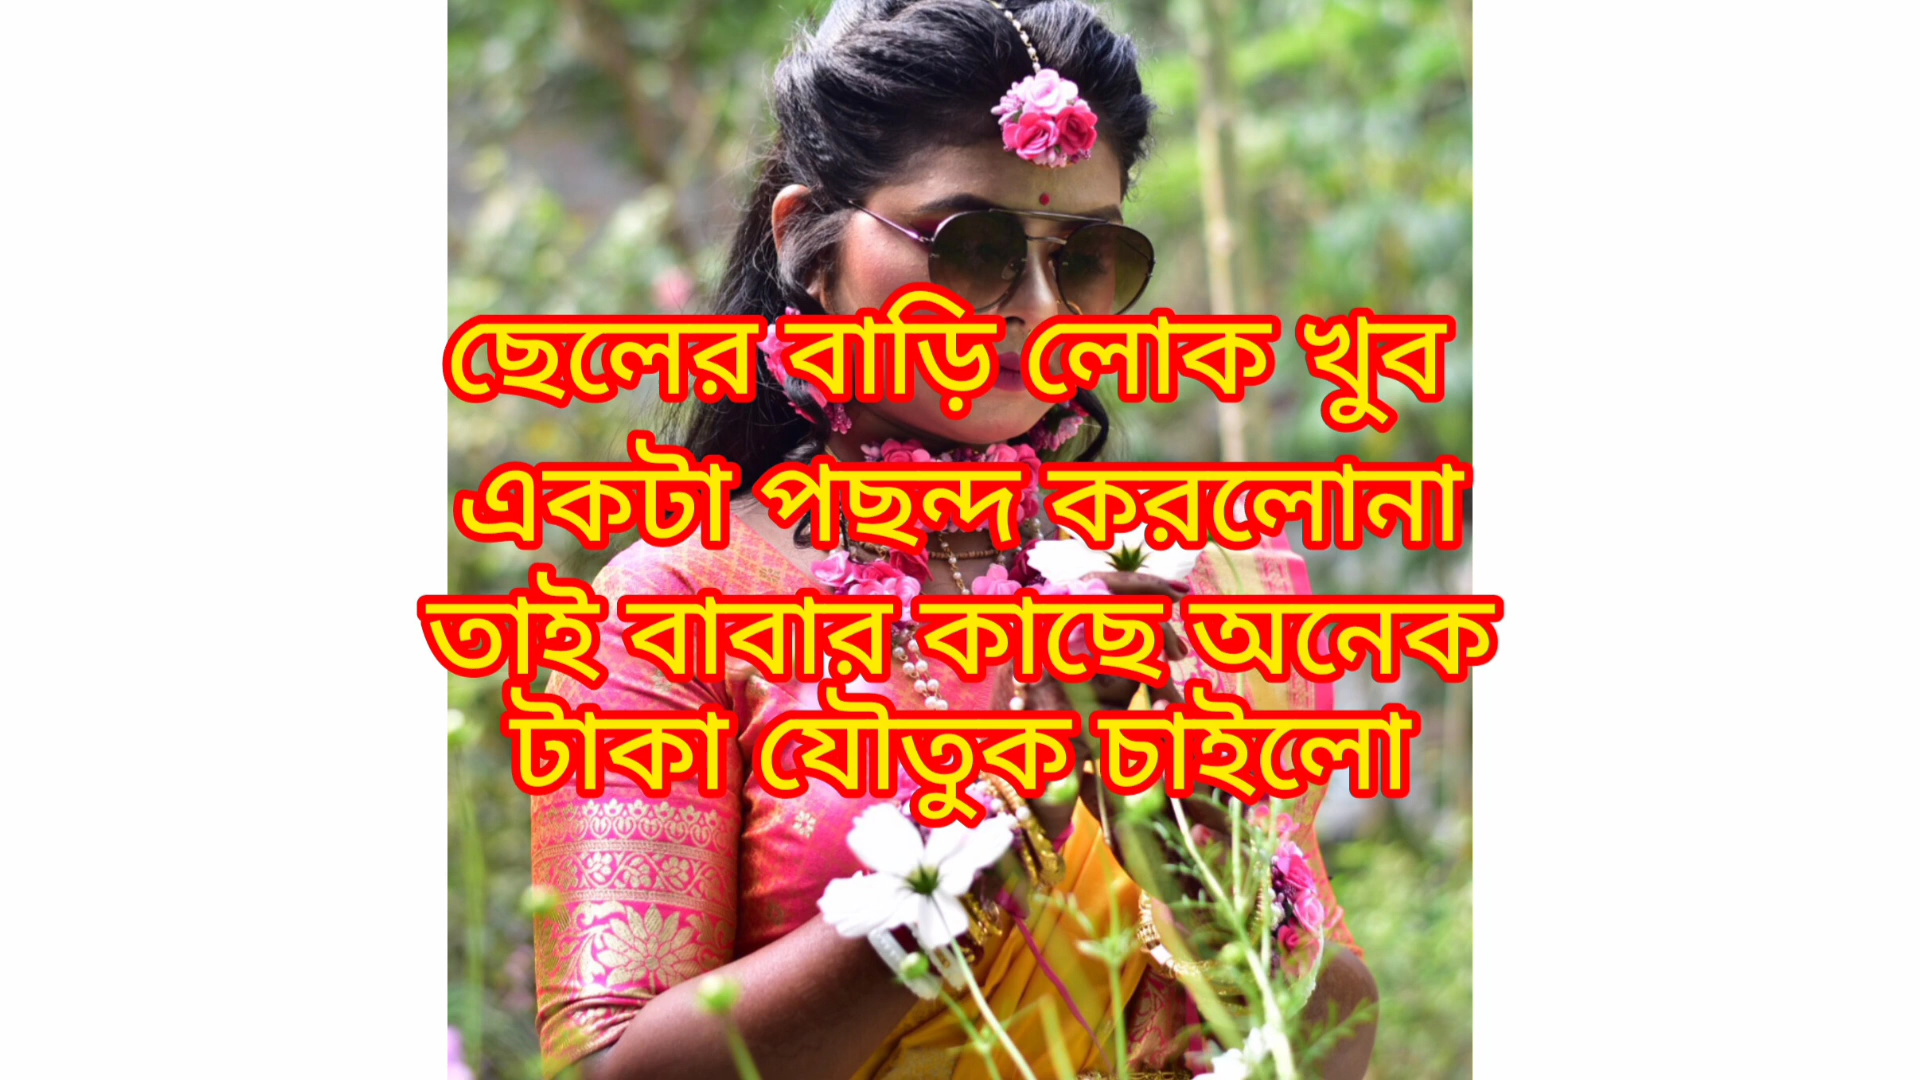 ছেলের বাড়ি লোক খুব
একটা পছন্দ করলোনা
তাই বাবার কাছে অনেক
টাকা যৌতুক চাইলো